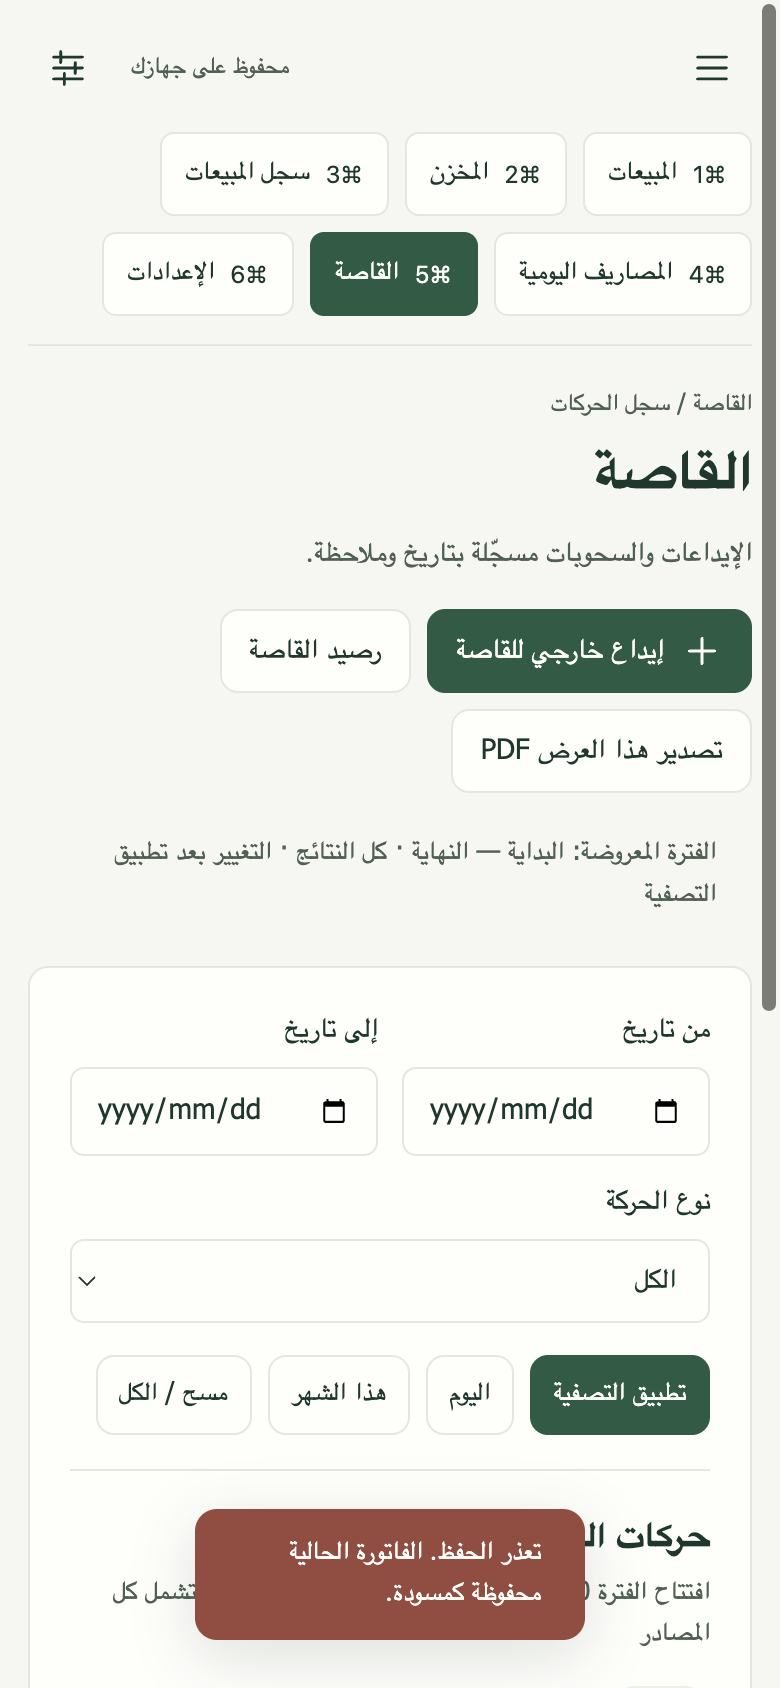 محفوظ على جهازك
⌘1 المبيعات ⌘2 المخزن ⌘3 سجل المبيعات
⌘4 المصاريف اليومية ⌘5 القاصة ⌘6 الإعدادات
القاصة / سجل الحركات
القاصة
الإيداعات والسحوبات مسجّلة بتاريخ وملاحظة.
إيداع خارجي للقاصة رصيد القاصة
تصدير هذا العرض PDF
الفترة المعروضة: البداية — النهاية · كل النتائج · التغيير بعد تطبيق
التصفية
من تاريخ إلى تاريخ
yyyy/mm/dd yyyy/mm/dd
نوع الحركة
الكل
تطبيق التصفية اليوم هذا الشهر مسح / الكل
حركات
افتتاح الفترة تشمل كل
المصادر
تعذر الحفظ. الفاتورة الحالية
محفوظة كمسودة.